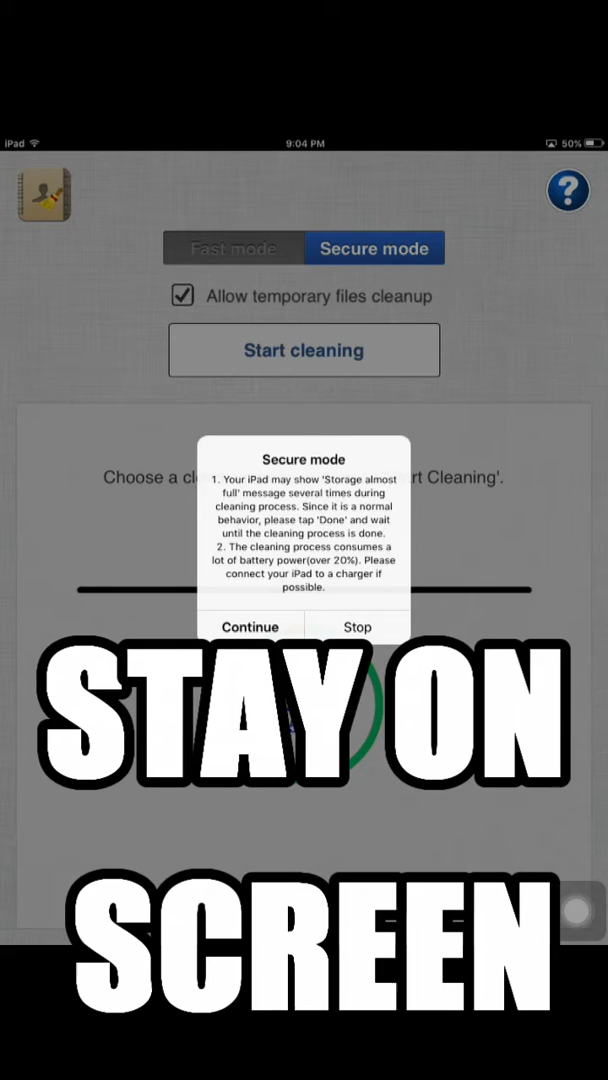 iPad 9:04 PM 50%
?
Fast mode Secure mode
Allow temporary files cleanup
Start cleaning
Choose a cl rt Cleaning'.
Secure mode
1. Your iPad may show 'Storage almost
full' message several times during
cleaning process. Since it is a normal
behavior, please tap 'Done' and wait
until the cleaning process is done.
2. The cleaning process consumes a
lot of battery power(over 20%). Please
connect your iPad to a charger if
possible.
Continue Stop
STAY ON
SCREEN